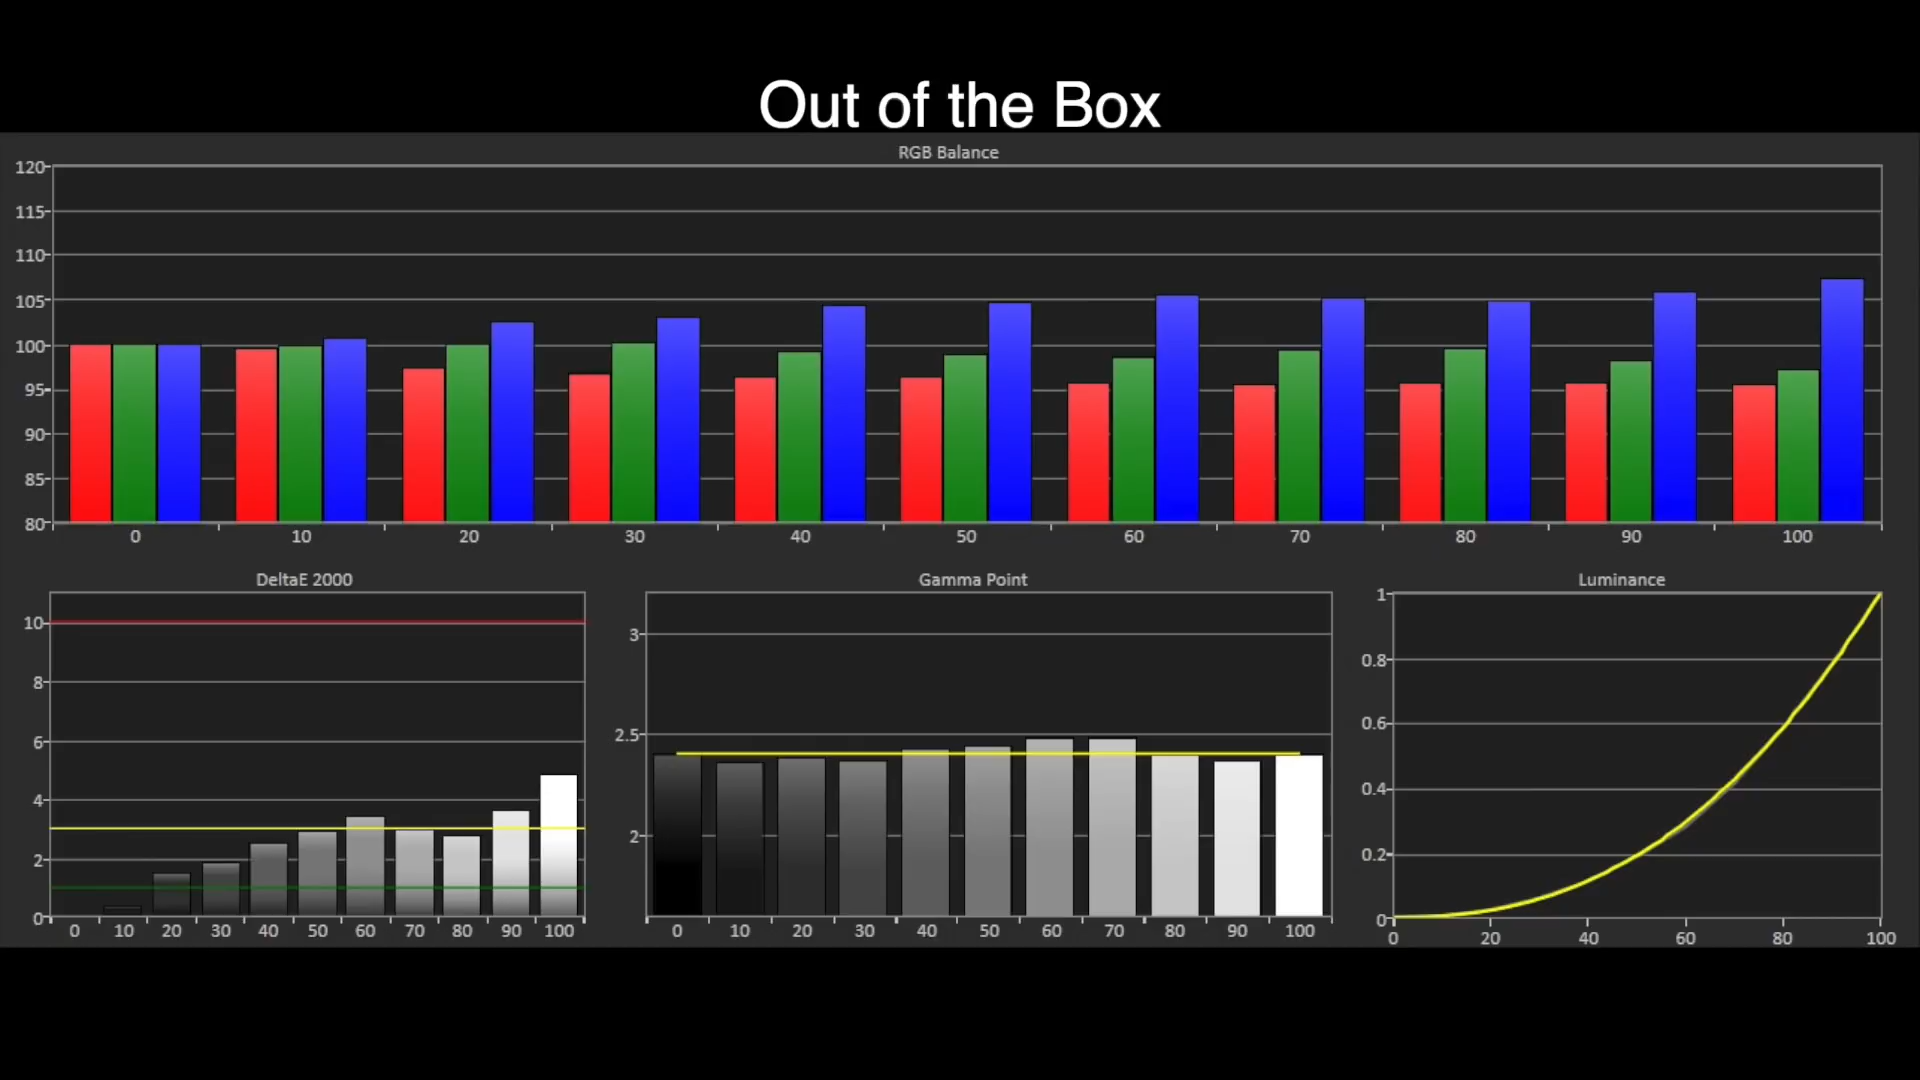 Out of the Box
RGB Balance
120
115
110
105
100
95
90
85
80
0 10 20 30 40 50 60 70 80 90 100
DeltaE 2000
10
8
6
4
2
0
0 10 20 30 40 50 60 70 80 90 100
Gamma Point
3
2.5
2
0 10 20 30 40 50 60 70 80 90 100
Luminance
1
0.8
0.6
0.4
0.2
0
0 20 40 60 80 100